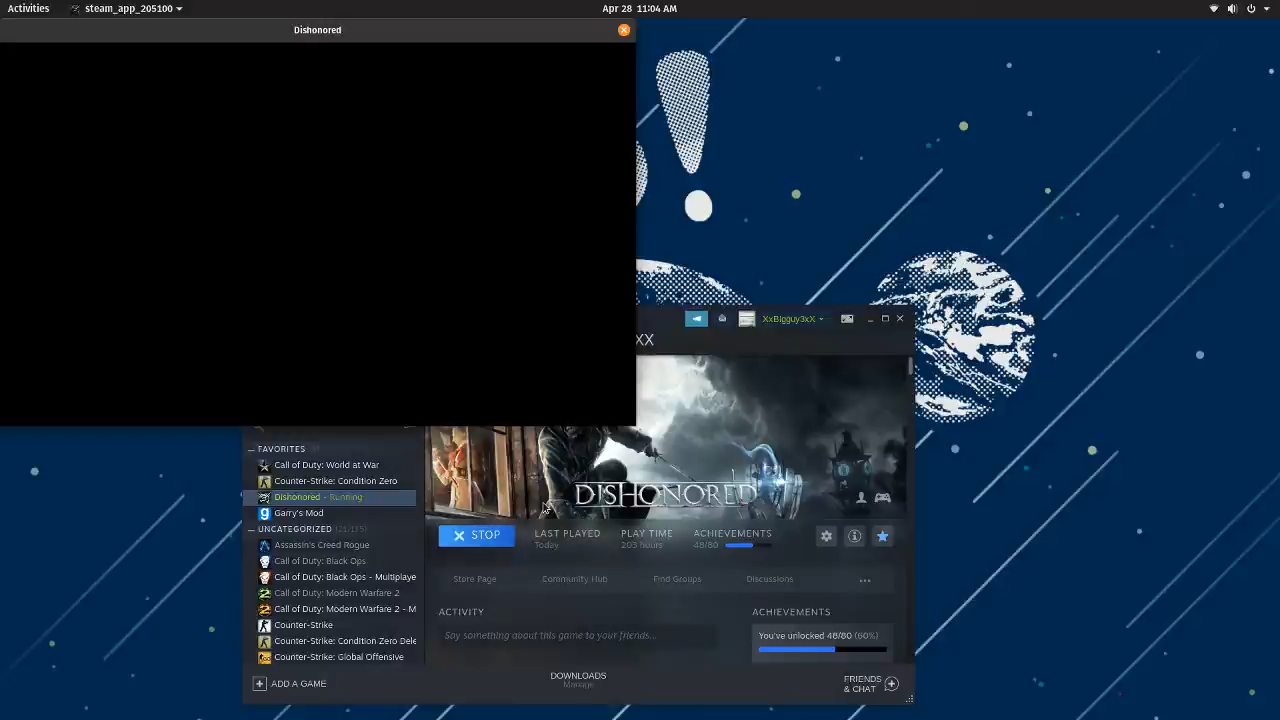 Activities steam_app_205100 Apr 28 11:04 AM
Dishonored
XxBigguy3xX
XX
FAVORITES
Call of Duty: World at War
Counter-Strike: Condition Zero
Dishonored - Running
Garry's Mod
UNCATEGORIZED
Assassin's Creed Rogue
Call of Duty: Black Ops
Call of Duty: Black Ops - Multiplaye
Call of Duty: Modern Warfare 2
Call of Duty: Modern Warfare 2 - M
Counter-Strike
Counter-Strike: Condition Zero Dele
Counter-Strike: Global Offensive
DISHONORED
STOP
LAST PLAYED
Today
PLAY TIME
203 hours
ACHIEVEMENTS
48/80
Store Page Community Hub Find Groups Discussions
ACTIVITY
Say something about this game to your friends...
ACHIEVEMENTS
You've unlocked 48/80 (60%)
ADD A GAME
DOWNLOADS
Manage
FRIENDS
& CHAT